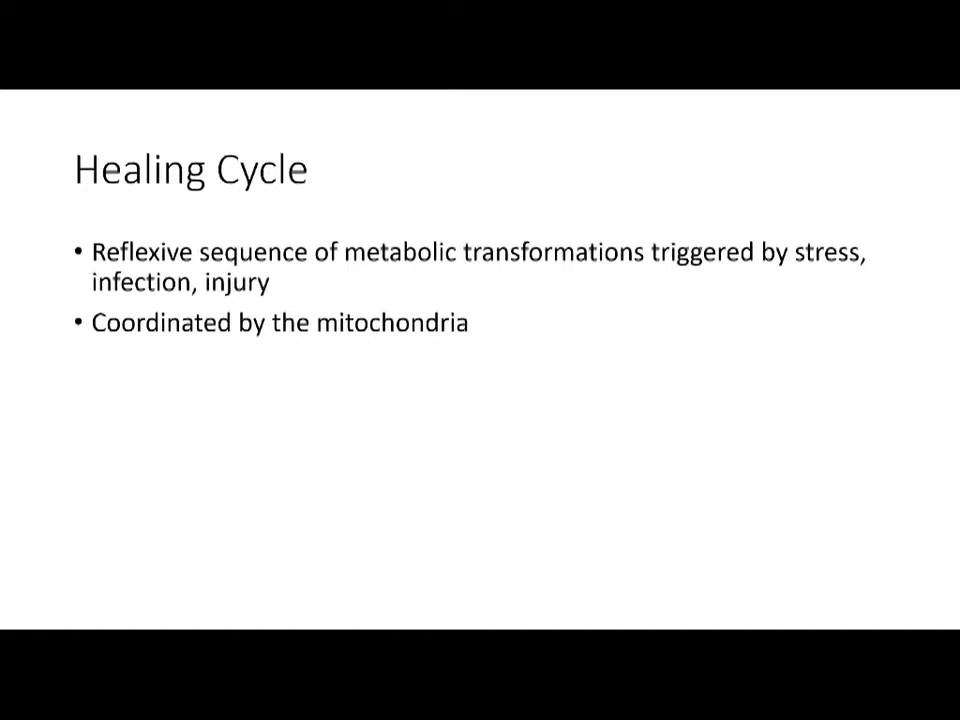 Healing Cycle
• Reflexive sequence of metabolic transformations triggered by stress,
infection, injury
• Coordinated by the mitochondria